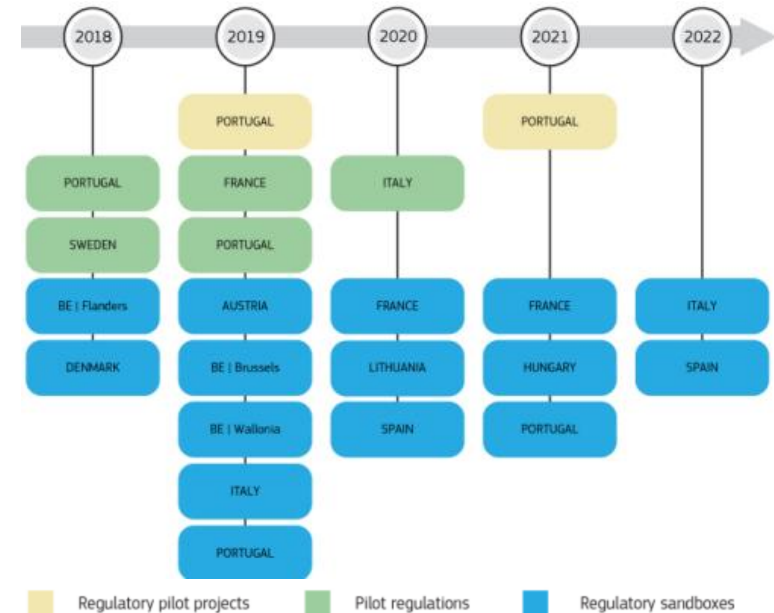 2018
2019
2020
2021
2022
PORTUGAL
PORTUGAL
PORTUGAL
FRANCE
ITALY
SWEDEN
PORTUGAL
BE | Flanders
AUSTRIA
FRANCE
FRANCE
ITALY
DENMARK
BE | Brussels
LITHUANIA
HUNGARY
SPAIN
BE | Wallonia
SPAIN
PORTUGAL
ITALY
PORTUGAL
Regulatory pilot projects
Pilot regulations
Regulatory sandboxes